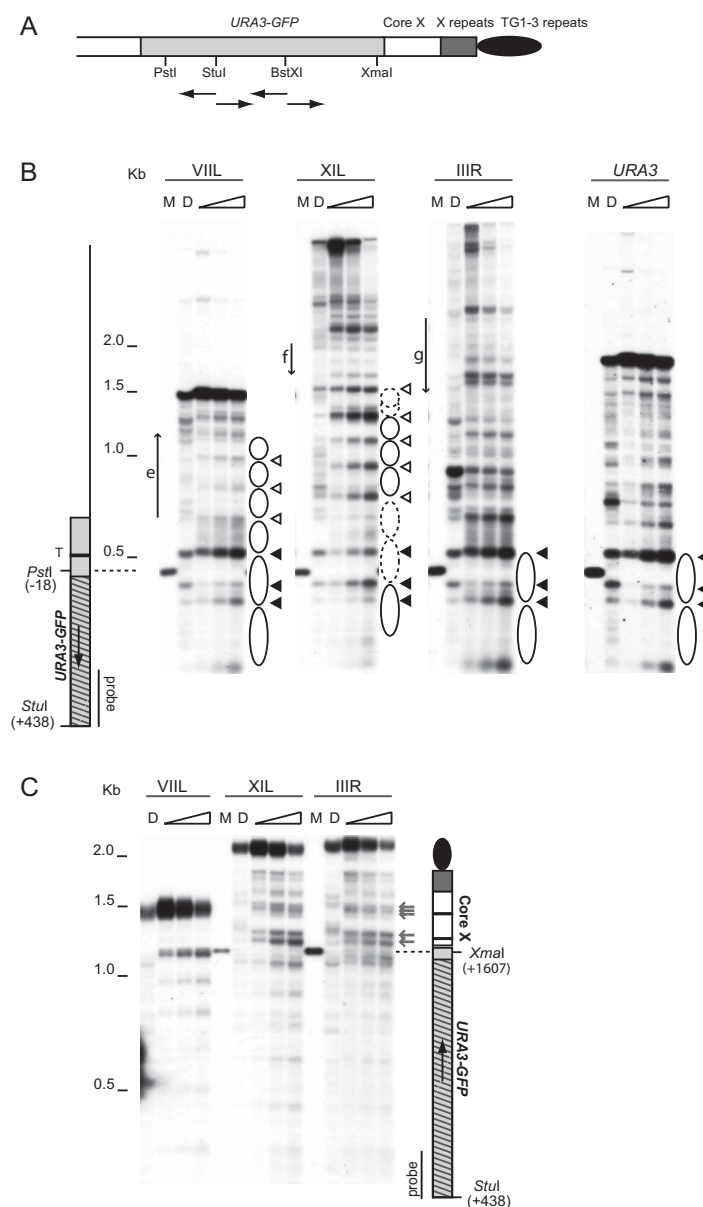 A
URA3-GFP Core X X repeats TG1-3 repeats
PstI StuI BstXI XmaI
B
Kb VIIL XIL IIIR URA3
M D M D M D M D
2.0
1.5
1.0
0.5
e
f
g
T
PstI
(-18)
URA3-GFP
probe
StuI
(+438)
C
Kb VIIL XIL IIIR
D M D M D
2.0
1.5
1.0
0.5
Core X
XmaI
(+1607)
URA3-GFP
probe
StuI
(+438)